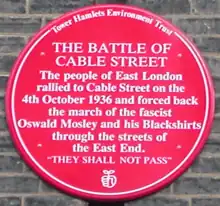 Tower Hamlets Environment Trust
THE BATTLE OF
CABLE STREET
The people of East London
rallied to Cable Street on the
4th October 1936 and forced back
the march of the fascist
Oswald Mosley and his Blackshirts
through the streets of
the East End.
"THEY SHALL NOT PASS"